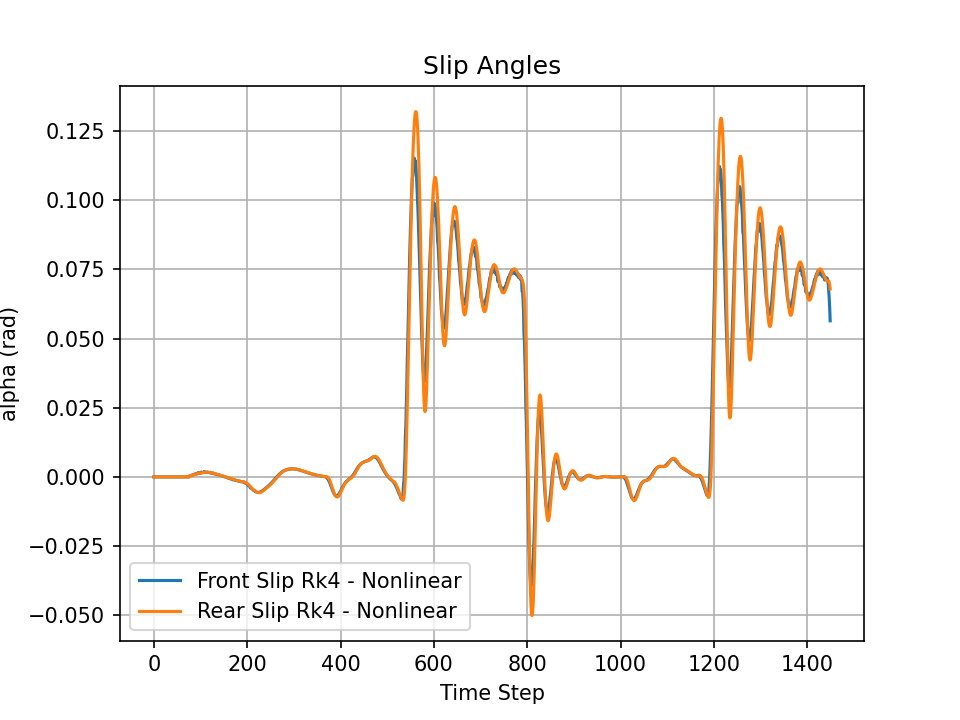 Slip Angles
alpha (rad)
0.125
0.100
0.075
0.050
0.025
0.000
−0.025
−0.050
Front Slip Rk4 - Nonlinear
Rear Slip Rk4 - Nonlinear
0 200 400 600 800 1000 1200 1400
Time Step